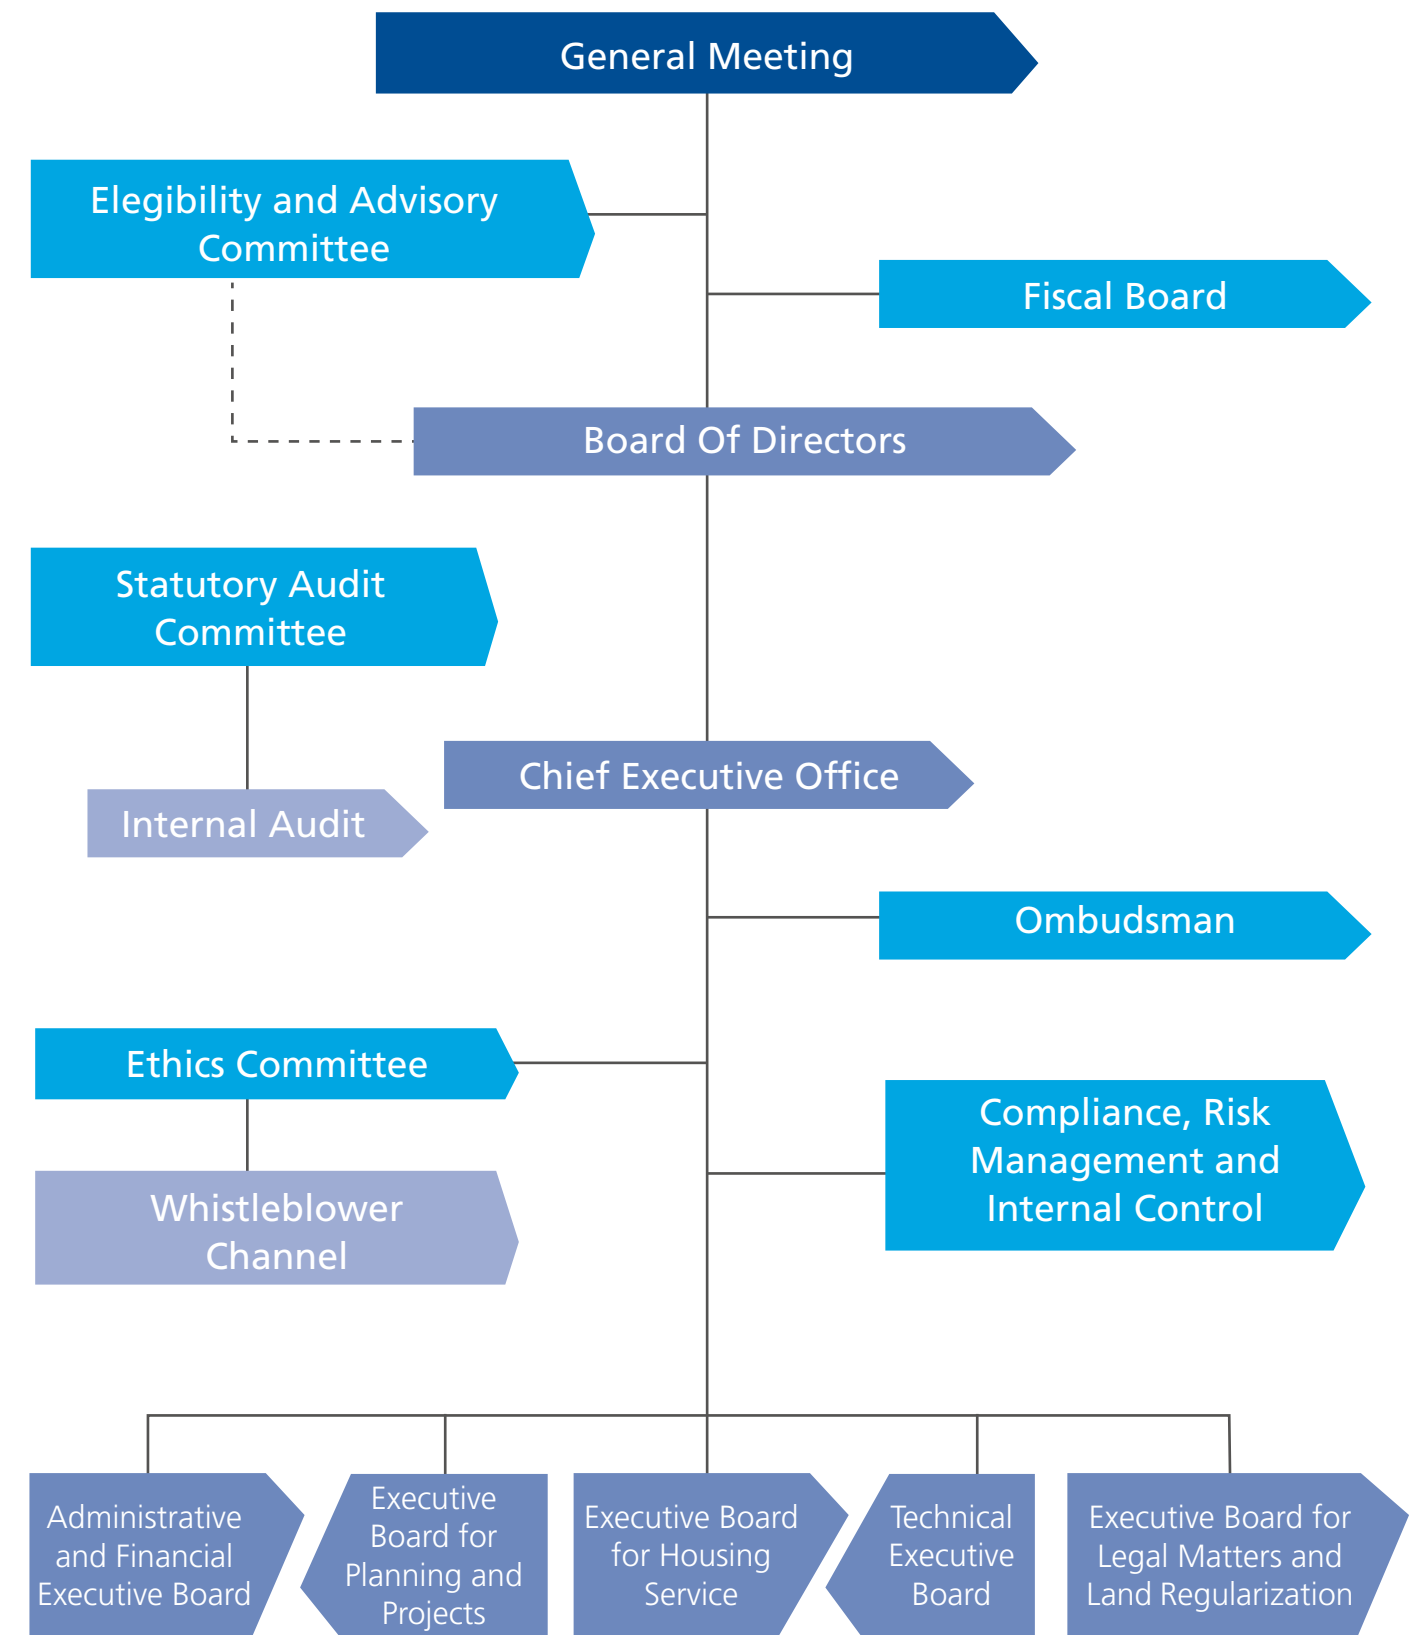 General Meeting
Elegibility and Advisory
Committee
Fiscal Board
Board Of Directors
Statutory Audit
Committee
Chief Executive Office
Internal Audit
Ombudsman
Ethics Committee
Compliance, Risk
Management and
Internal Control
Whistleblower
Channel
Administrative
and Financial
Executive Board
Executive
Board for
Planning and
Projects
Executive Board
for Housing
Service
Technical
Executive
Board
Executive Board for
Legal Matters and
Land Regularization